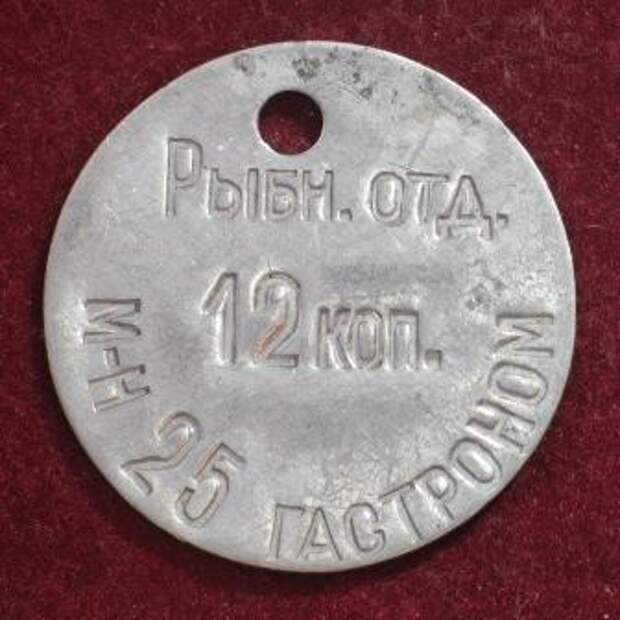 Рыбн. отд.
12 коп.
М-Н 25 ГАСТРОНОМ